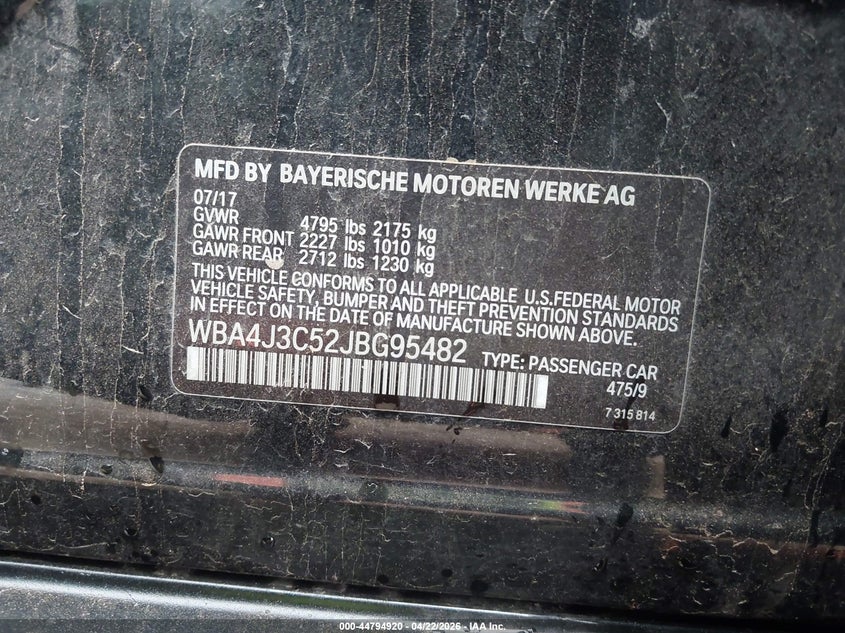 MFD BY BAYERISCHE MOTOREN WERKE AG
07/17
GVWR 4795 lbs 2175 kg
GAWR FRONT 2227 lbs 1010 kg
GAWR REAR 2712 lbs 1230 kg
THIS VEHICLE CONFORMS TO ALL APPLICABLE U.S.FEDERAL MOTOR
VEHICLE SAFETY, BUMPER AND THEFT PREVENTION STANDARDS
IN EFFECT ON THE DATE OF MANUFACTURE SHOWN ABOVE.
WBA4J3C52JBG95482 TYPE: PASSENGER CAR
475/9
7 315 814
000-44794920 - 04/22/2026 - IAA Inc.